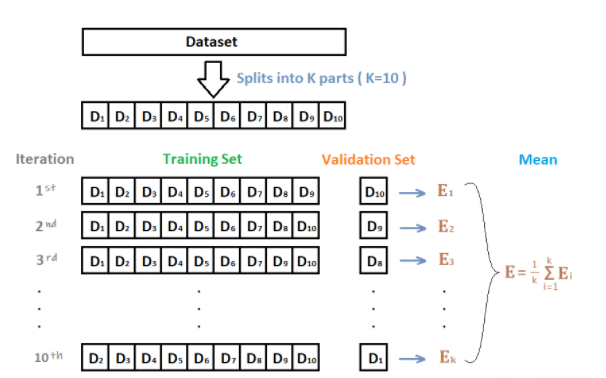 Dataset
Splits into K parts ( K=10 )
D₁ D₂ D₃ D₄ D₅ D₆ D₇ D₈ D₉ D₁₀
Iteration Training Set Validation Set Mean
1ˢᵗ D₁ D₂ D₃ D₄ D₅ D₆ D₇ D₈ D₉ D₁₀ E₁
2ⁿᵈ D₁ D₂ D₃ D₄ D₅ D₆ D₇ D₈ D₁₀ D₉ E₂
3ʳᵈ D₁ D₂ D₃ D₄ D₅ D₆ D₇ D₉ D₁₀ D₈ E₃
E = 1/k Σ Eᵢ k i=1
10ᵗʰ D₂ D₃ D₄ D₅ D₆ D₇ D₈ D₉ D₁₀ D₁ Eₖ